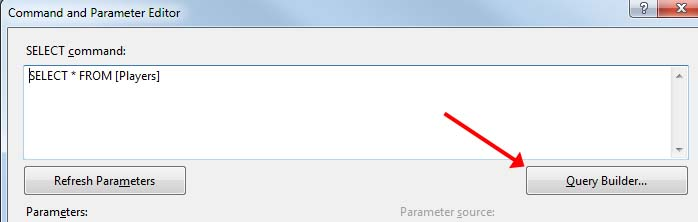 Command and Parameter Editor
SELECT command:
SELECT * FROM [Players]
Refresh Parameters
Query Builder...
Parameters:
Parameter source: